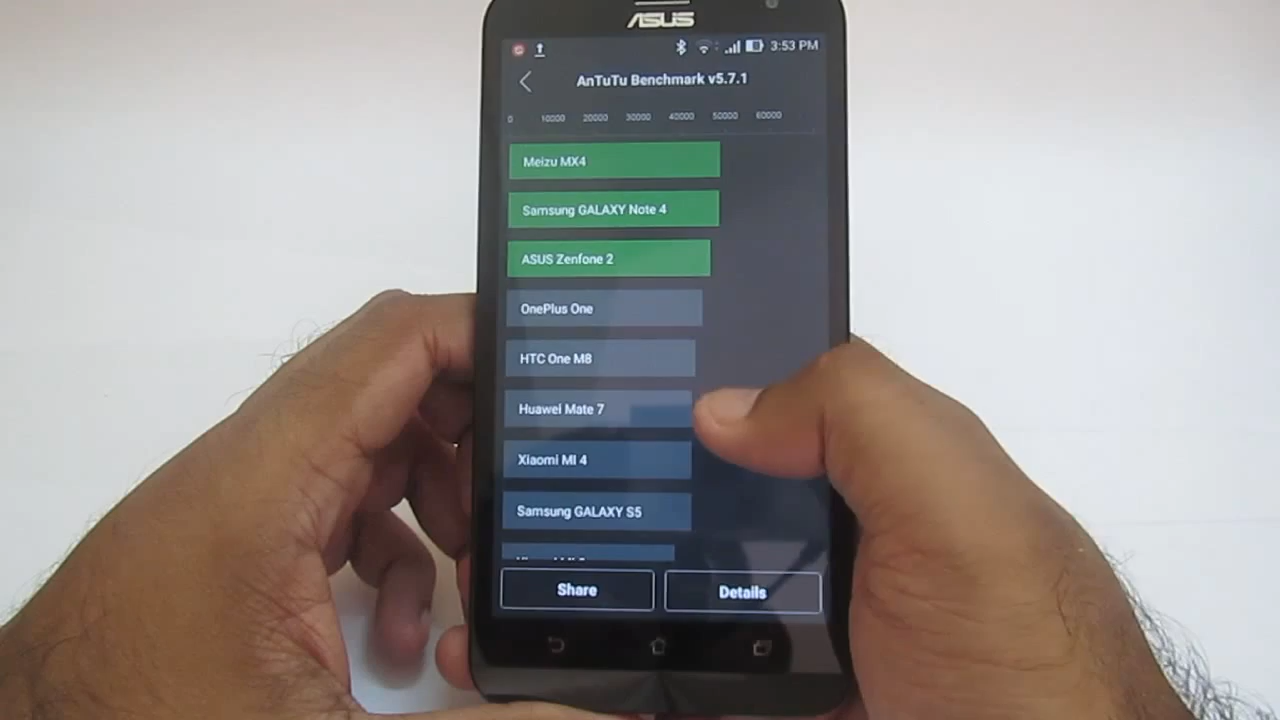 ASUS
3:53 PM
AnTuTu Benchmark v5.7.1
0 10000 20000 30000 40000 50000 60000
Meizu MX4
Samsung GALAXY Note 4
ASUS Zenfone 2
OnePlus One
HTC One M8
Huawei Mate 7
Xiaomi MI 4
Samsung GALAXY S5
Share Details